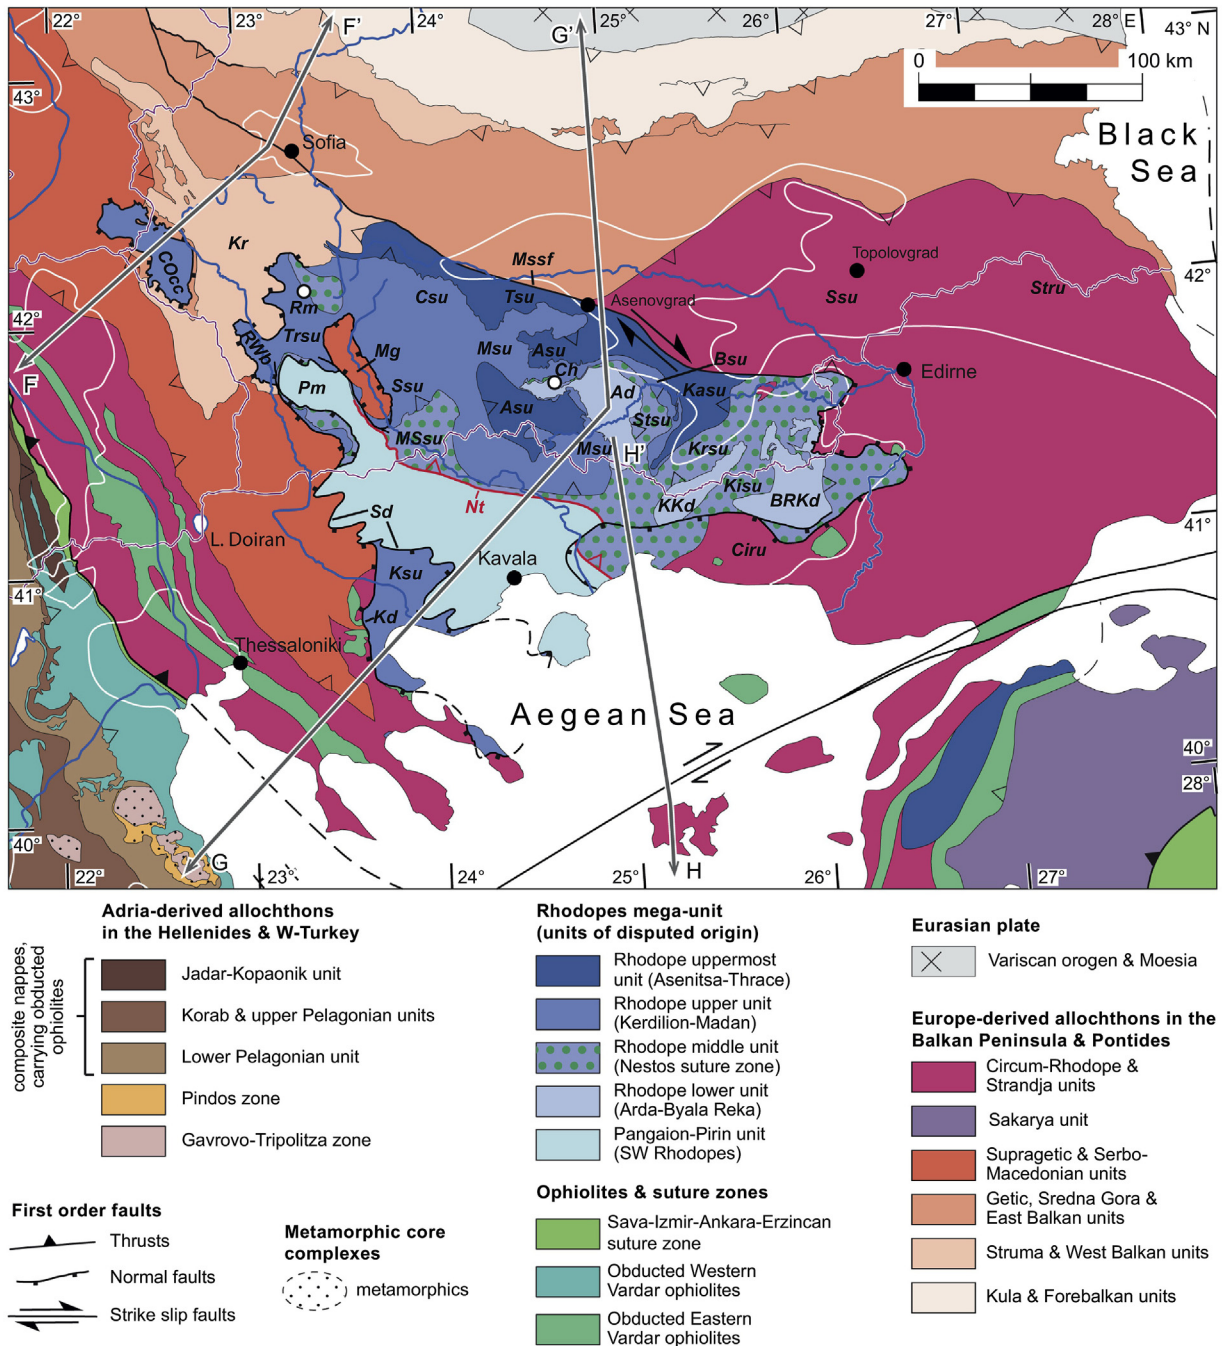 22°
23°
F'
24°
G'
25°
26°
27°
28°
E
43° N
0
100 km
43°
Sofia
Black
Sea
Kr
COcc
Mssf
Topolovgrad
42°
Rm
Csu
Tsu
Asenovgrad
Ssu
Stru
42°
Trsu
RWb
Mg
Msu
Asu
Bsu
F
Pm
Ssu
Ch
Ad
Kasu
Edirne
Asu
Stsu
MSsu
Msu
H'
Krsu
Kisu
Nt
KKd
BRKd
Sd
41°
L. Doiran
Kavala
Ciru
Ksu
41°
Kd
Thessaloniki
Aegean Sea
40°
28°
40°
G
H
22°
23°
24°
25°
26°
27°
Adria-derived allochthons
in the Hellenides & W-Turkey
composite nappes,
carrying obducted
ophiolites
Jadar-Kopaonik unit
Korab & upper Pelagonian units
Lower Pelagonian unit
Pindos zone
Gavrovo-Tripolitza zone
First order faults
Thrusts
Normal faults
Strike slip faults
Metamorphic core
complexes
metamorphics
Rhodopes mega-unit
(units of disputed origin)
Rhodope uppermost
unit (Asenitsa-Thrace)
Rhodope upper unit
(Kerdilion-Madan)
Rhodope middle unit
(Nestos suture zone)
Rhodope lower unit
(Arda-Byala Reka)
Pangaion-Pirin unit
(SW Rhodopes)
Ophiolites & suture zones
Sava-Izmir-Ankara-Erzincan
suture zone
Obducted Western
Vardar ophiolites
Obducted Eastern
Vardar ophiolites
Eurasian plate
Variscan orogen & Moesia
Europe-derived allochthons in the
Balkan Peninsula & Pontides
Circum-Rhodope &
Strandja units
Sakarya unit
Supragetic & Serbo-
Macedonian units
Getic, Sredna Gora &
East Balkan units
Struma & West Balkan units
Kula & Forebalkan units